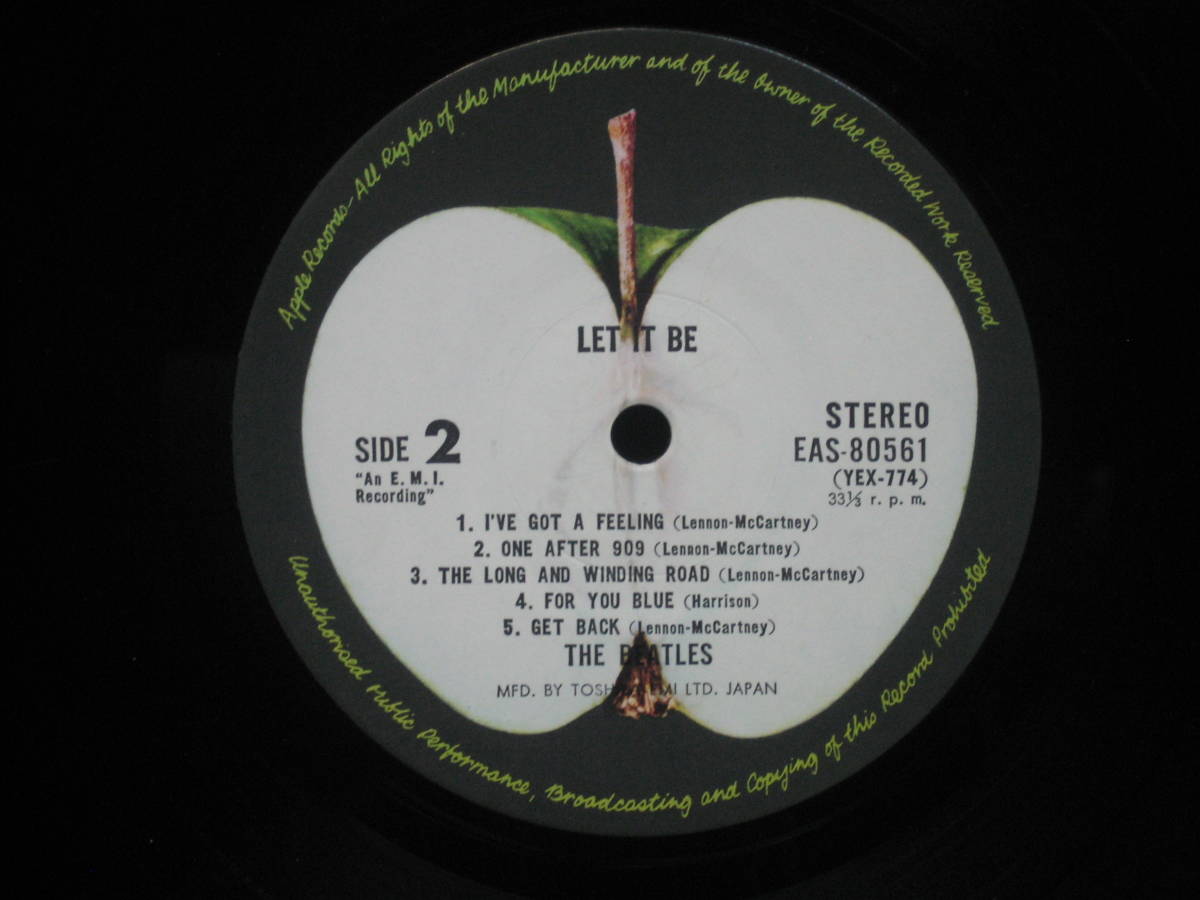 Apple Records-All Rights of the Manufacturer and of the Owner of the Recorded Work Reserved
LET IT BE
STEREO
EAS-80561
(YEX-774)
33⅓ r. p. m.
SIDE 2
"An E. M. I.
Recording"
1. I'VE GOT A FEELING (Lennon-McCartney)
2. ONE AFTER 909 (Lennon-McCartney)
3. THE LONG AND WINDING ROAD (Lennon-McCartney)
4. FOR YOU BLUE (Harrison)
5. GET BACK (Lennon-McCartney)
THE BEATLES
MFD. BY TOSHIBA EMI LTD. JAPAN
Unauthorised Public Performance, Broadcasting and Copying of this Record Prohibited